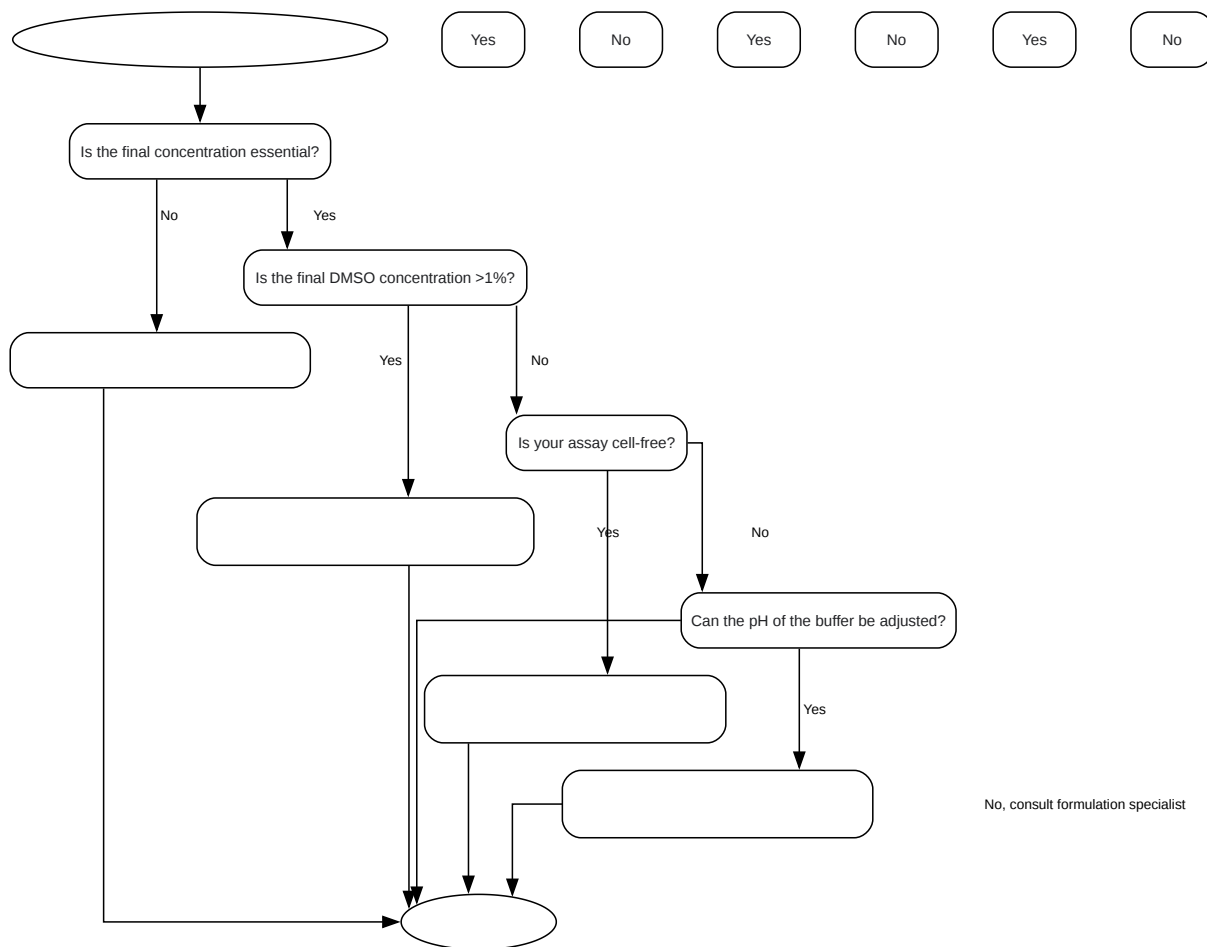 Yes
No
Yes
No
Yes
No
Is the final concentration essential?
No
Yes
Is the final DMSO concentration >1%?
Yes
No
Is your assay cell-free?
Yes
No
Can the pH of the buffer be adjusted?
Yes
No, consult formulation specialist